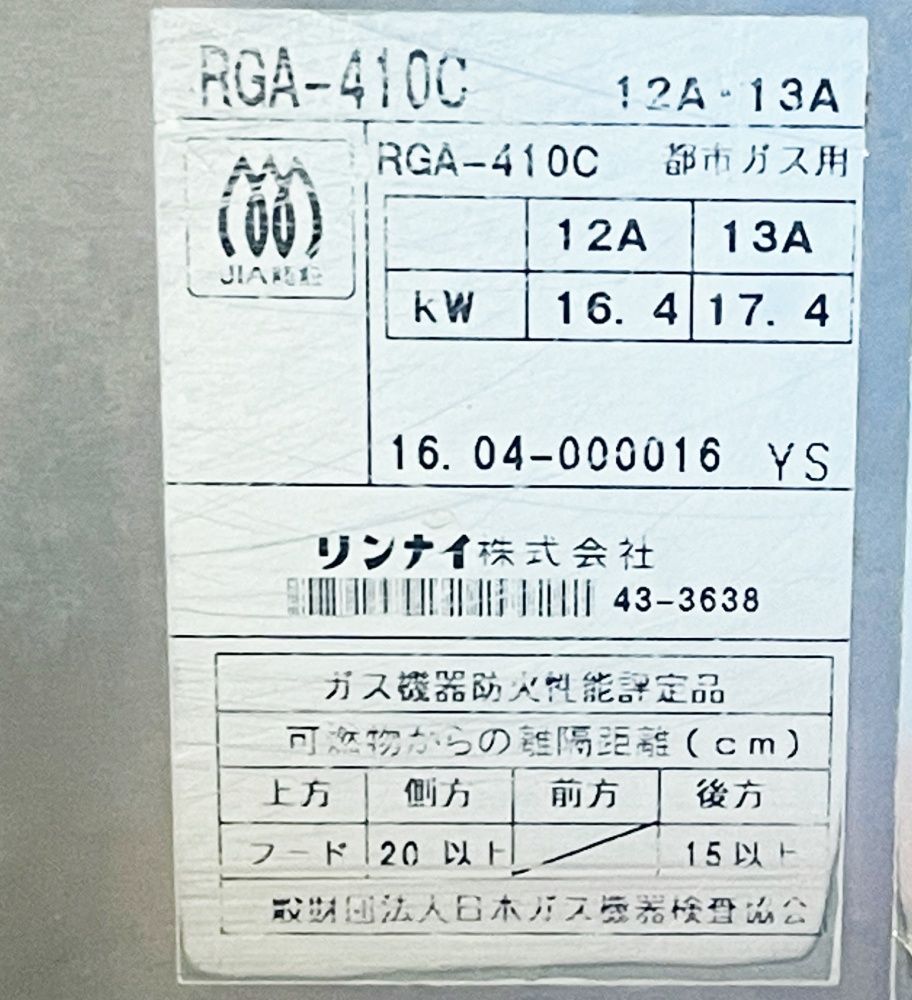 RGA-410C 12A・13A
RGA-410C 都市ガス用
JIA
12A 13A
kW 16.4 17.4
16.04-000016 YS
リンナイ株式会社
43-3638
ガス機器防火性能評定品
可燃物からの離隔距離(cm)
上方 側方 前方 後方
フード 20以上 15以上
般財団法人日本ガス機器検査協会